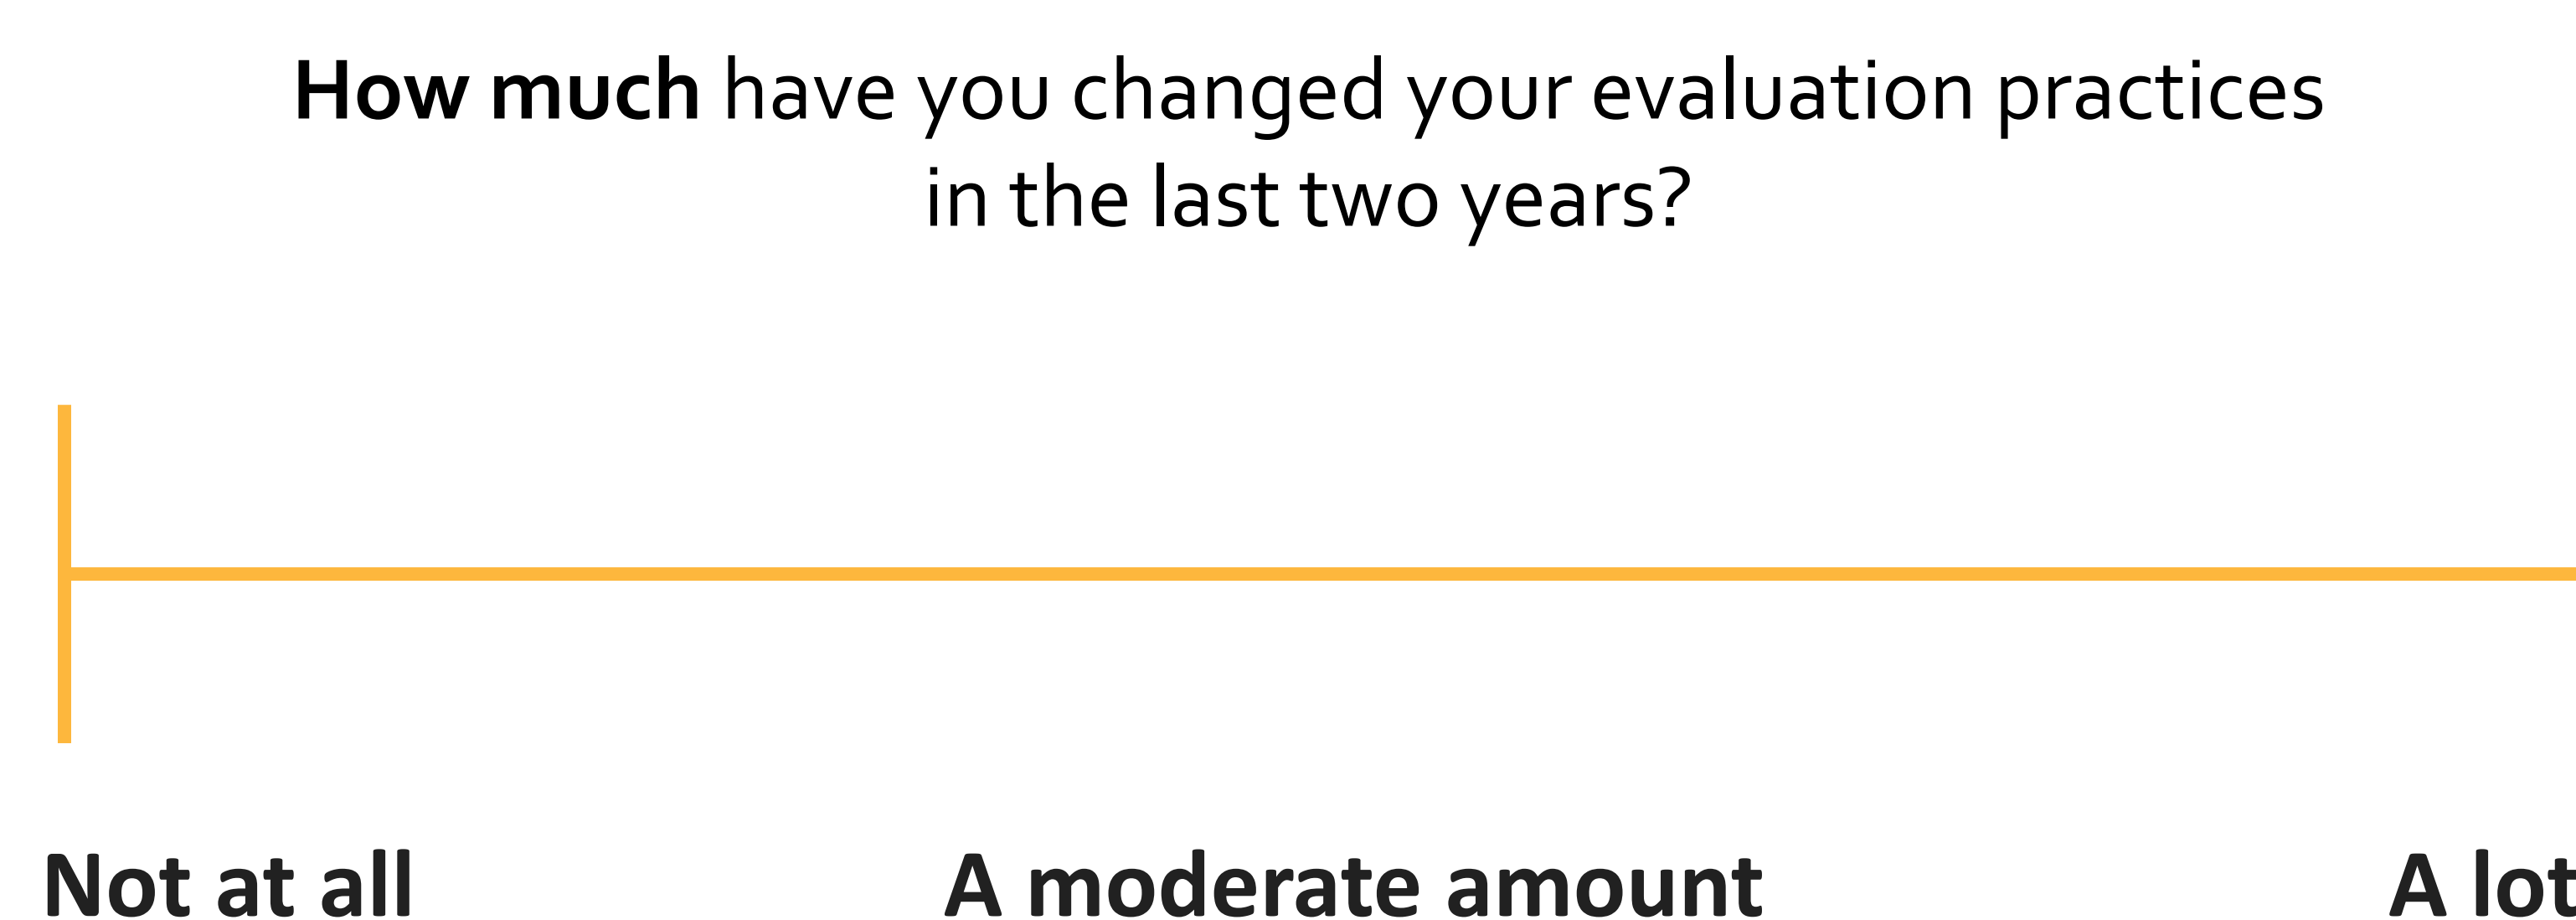 How much have you changed your evaluation practices
in the last two years?
Not at all
A moderate amount
A lot